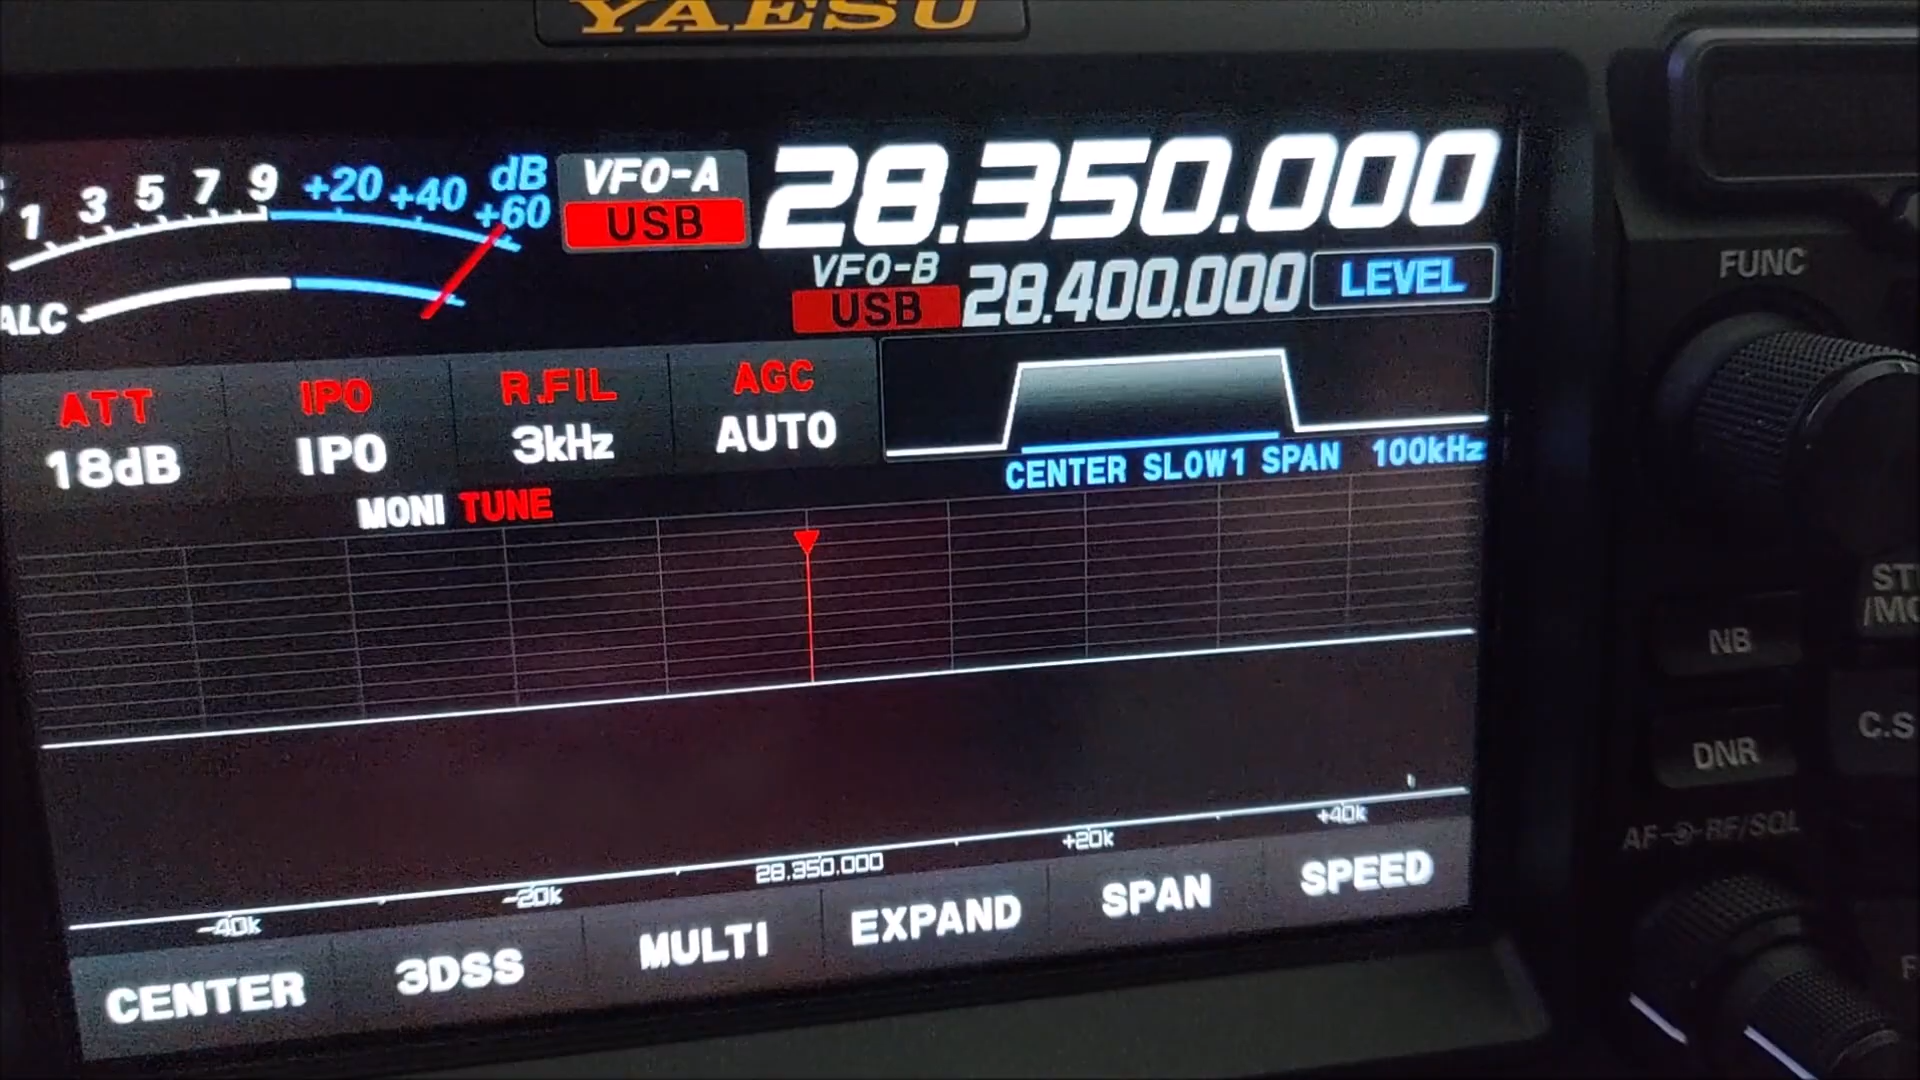 YAESU
1 3 5 7 9 +20 +40 +60 dB
VFO-A 28.350.000
USB
VFO-B 28.400.000 LEVEL
USB
ALC
FUNC
ATT IPO R.FIL AGC
18dB IPO 3kHz AUTO
CENTER SLOW1 SPAN 100kHz
MONI TUNE
NB
DNR
C.S
AF RF/SQL
-40k -20k 28.350.000 +20k +40k
CENTER 3DSS MULTI EXPAND SPAN SPEED